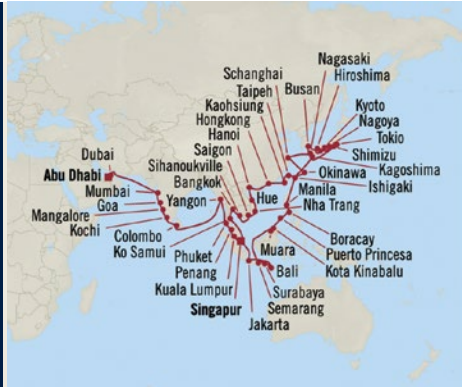 Nagasaki
Schanghai
Hiroshima
Taipeh
Busan
Kaohsiung
Kyoto
Hongkong
Nagoya
Hanoi
Tokio
Dubai
Saigon
Shimizu
Abu Dhabi
Sihanoukville
Kagoshima
Bangkok
Okinawa
Mumbai
Yangon
Hue
Manila
Ishigaki
Goa
Nha Trang
Mangalore
Kochi
Colombo
Boracay
Ko Samui
Muara
Puerto Princesa
Phuket
Penang
Bali
Kota Kinabalu
Kuala Lumpur
Surabaya
Singapur
Semarang
Jakarta